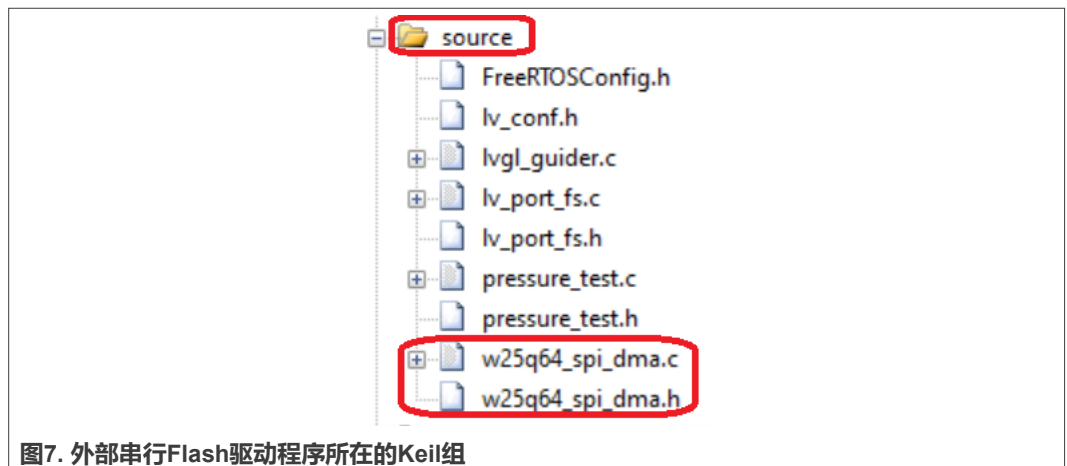 source
FreeRTOSConfig.h
lv_conf.h
lvgl_guider.c
lv_port_fs.c
lv_port_fs.h
pressure_test.c
pressure_test.h
w25q64_spi_dma.c
w25q64_spi_dma.h
图7. 外部串行Flash驱动程序所在的Keil组